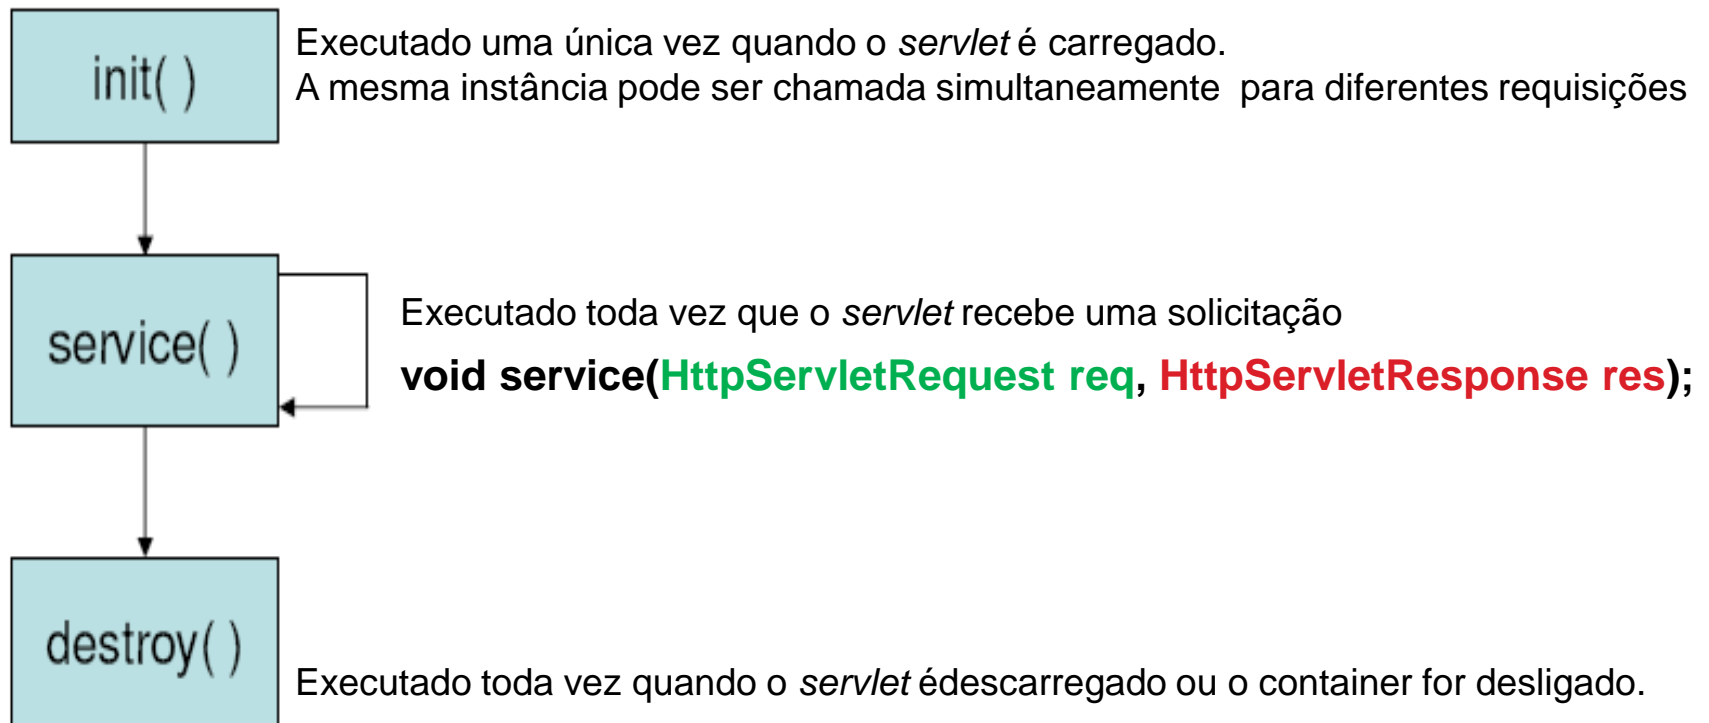 init( )
Executado uma única vez quando o servlet é carregado.
A mesma instância pode ser chamada simultaneamente para diferentes requisições
service( )
Executado toda vez que o servlet recebe uma solicitação
void service(HttpServletRequest req, HttpServletResponse res);
destroy( )
Executado toda vez quando o servlet édescarregado ou o container for desligado.